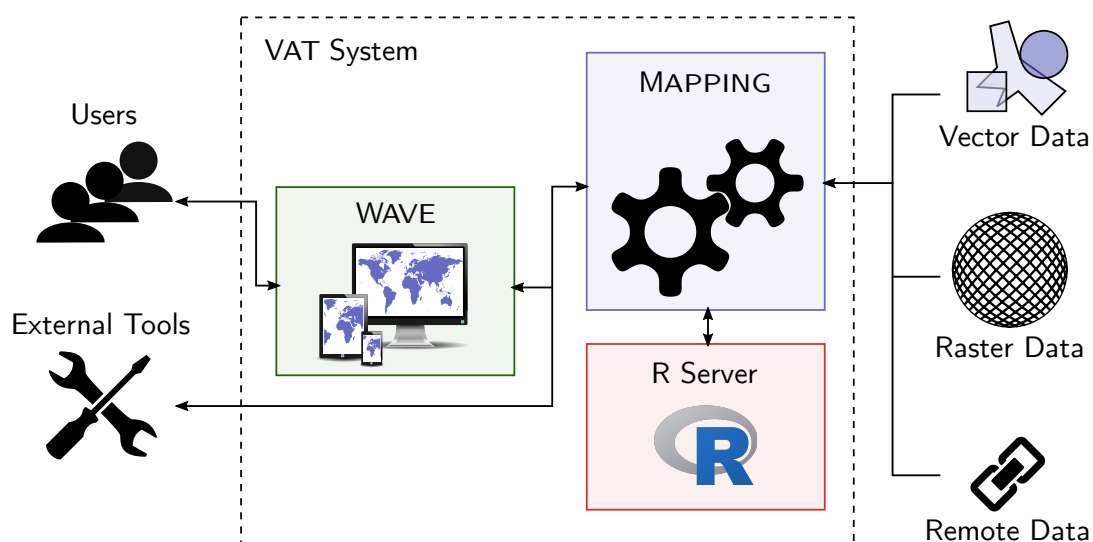 VAT System
Users
External Tools
WAVE
MAPPING
R Server
R
Vector Data
Raster Data
Remote Data